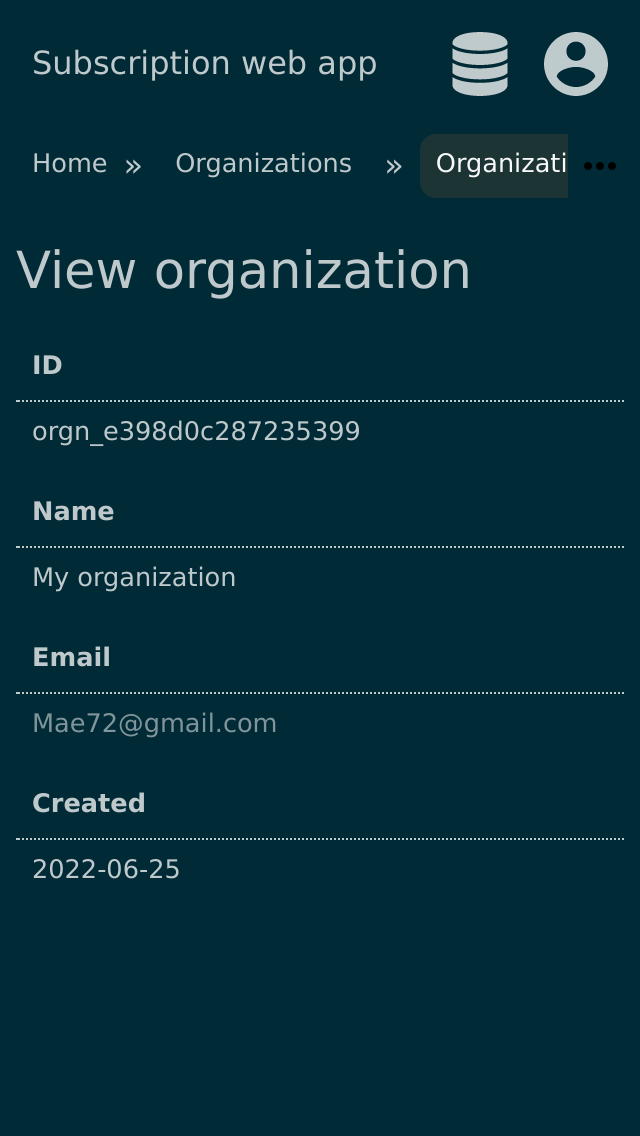 Subscription web app
Home » Organizations » Organizati •••
View organization
ID
orgn_e398d0c287235399
Name
My organization
Email
Mae72@gmail.com
Created
2022-06-25